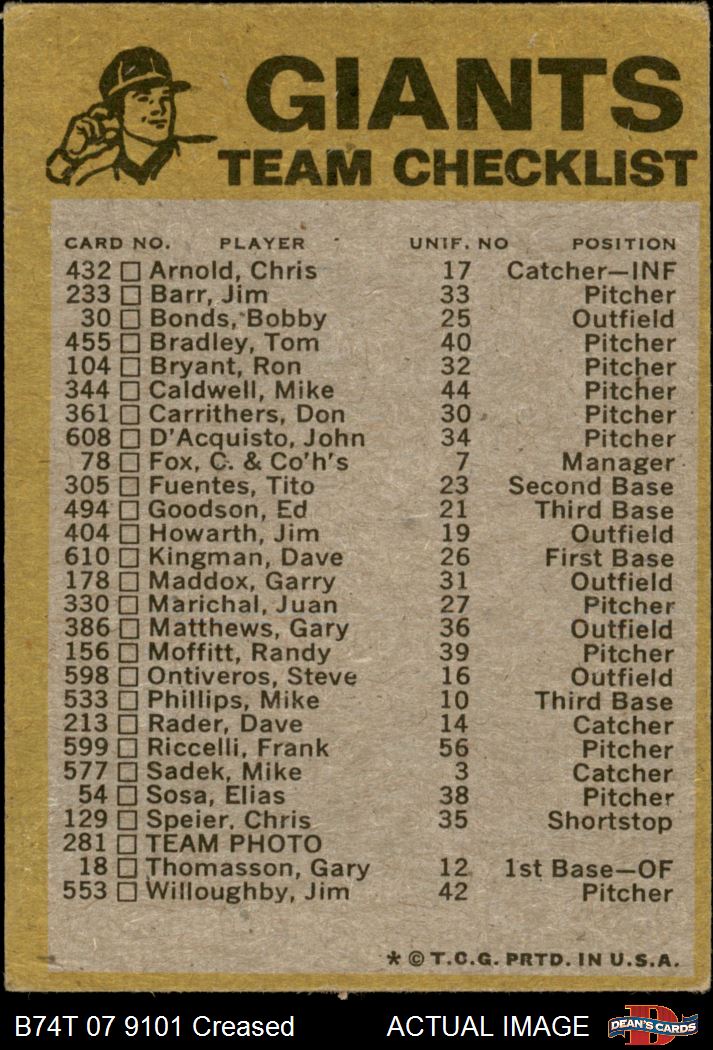 GIANTS
TEAM CHECKLIST
CARD NO. PLAYER UNIF. NO POSITION
432 Arnold, Chris 17 Catcher—INF
233 Barr, Jim 33 Pitcher
30 Bonds, Bobby 25 Outfield
455 Bradley, Tom 40 Pitcher
104 Bryant, Ron 32 Pitcher
344 Caldwell, Mike 44 Pitcher
361 Carrithers, Don 30 Pitcher
608 D'Acquisto, John 34 Pitcher
78 Fox, C. & Co'h's 7 Manager
305 Fuentes, Tito 23 Second Base
494 Goodson, Ed 21 Third Base
404 Howarth, Jim 19 Outfield
610 Kingman, Dave 26 First Base
178 Maddox, Garry 31 Outfield
330 Marichal, Juan 27 Pitcher
386 Matthews, Gary 36 Outfield
156 Moffitt, Randy 39 Pitcher
598 Ontiveros, Steve 16 Outfield
533 Phillips, Mike 10 Third Base
213 Rader, Dave 14 Catcher
599 Riccelli, Frank 56 Pitcher
577 Sadek, Mike 3 Catcher
54 Sosa, Elias 38 Pitcher
129 Speier, Chris 35 Shortstop
281 TEAM PHOTO
18 Thomasson, Gary 12 1st Base—OF
553 Willoughby, Jim 42 Pitcher
* © T.C.G. PRTD. IN U.S.A.
B74T 07 9101 Creased ACTUAL IMAGE
D
DEAN'S CARDS